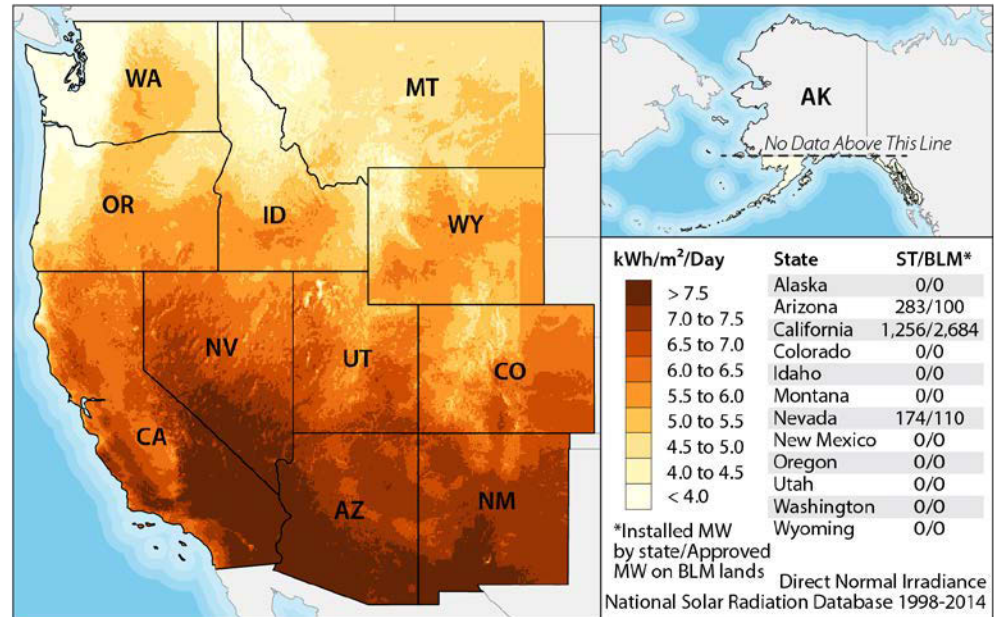 WA
MT
OR
ID
WY
NV
UT
CO
CA
AZ
NM
AK
No Data Above This Line
kWh/m²/Day
> 7.5
7.0 to 7.5
6.5 to 7.0
6.0 to 6.5
5.5 to 6.0
5.0 to 5.5
4.5 to 5.0
4.0 to 4.5
< 4.0
*Installed MW
by state/Approved
MW on BLM lands
State ST/BLM*
Alaska 0/0
Arizona 283/100
California 1,256/2,684
Colorado 0/0
Idaho 0/0
Montana 0/0
Nevada 174/110
New Mexico 0/0
Oregon 0/0
Utah 0/0
Washington 0/0
Wyoming 0/0
Direct Normal Irradiance
National Solar Radiation Database 1998-2014